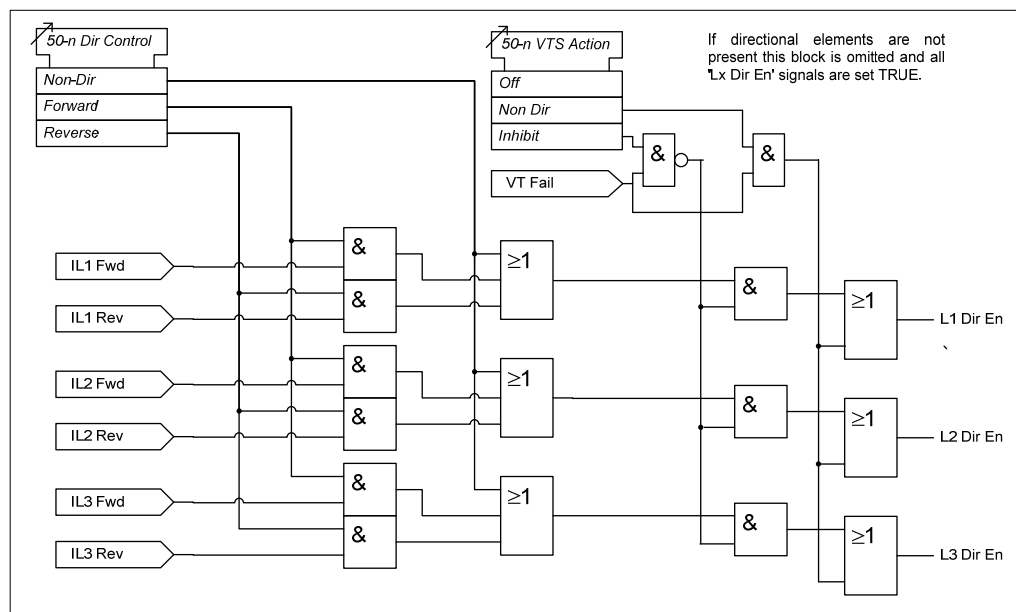 50-n Dir Control
Non-Dir
Forward
Reverse
50-n VTS Action
Off
Non Dir
Inhibit
VT Fail
If directional elements are not
present this block is omitted and all
'Lx Dir En' signals are set TRUE.
&
&
IL1 Fwd
IL1 Rev
&
&
≥1
&
≥1
L1 Dir En
`
IL2 Fwd
IL2 Rev
&
&
≥1
&
≥1
L2 Dir En
IL3 Fwd
IL3 Rev
&
&
≥1
&
≥1
L3 Dir En